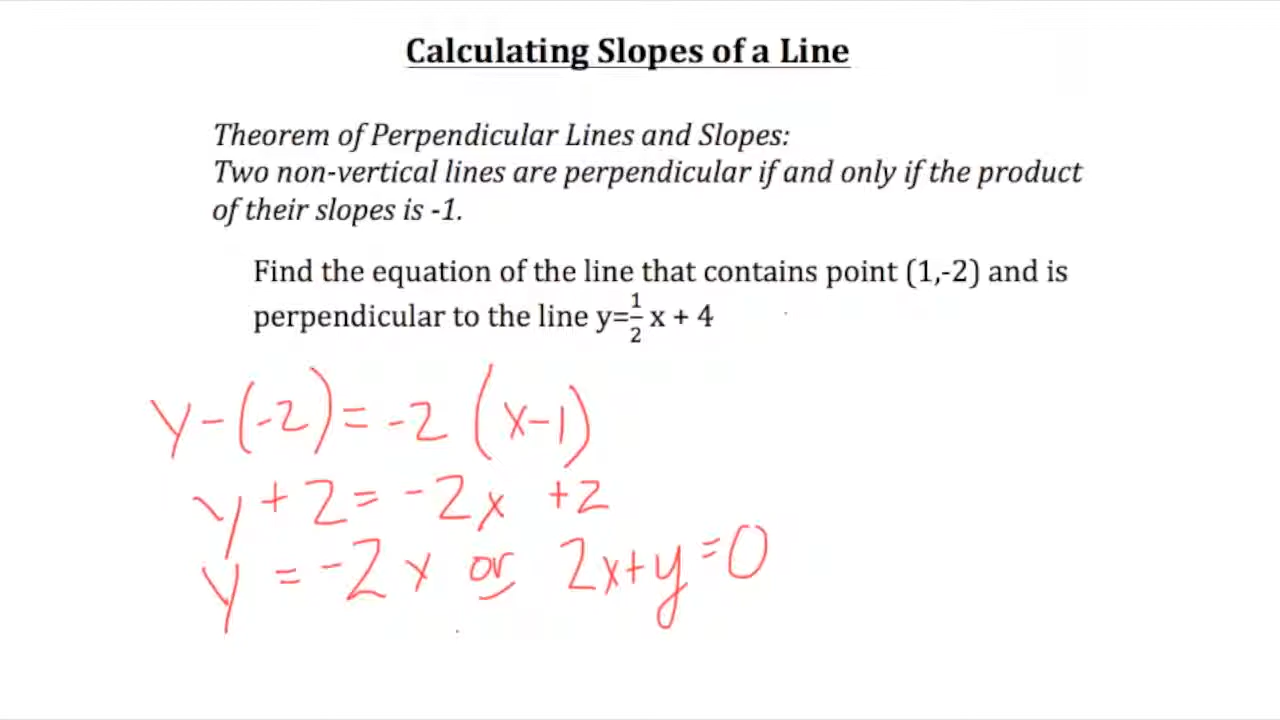 Calculating Slopes of a Line
Theorem of Perpendicular Lines and Slopes:
Two non-vertical lines are perpendicular if and only if the product
of their slopes is -1.
Find the equation of the line that contains point (1,-2) and is
perpendicular to the line y=1/2 x + 4
y-(-2) = -2 (x-1)
y + 2 = -2x + 2
y = -2x or 2x+y = 0